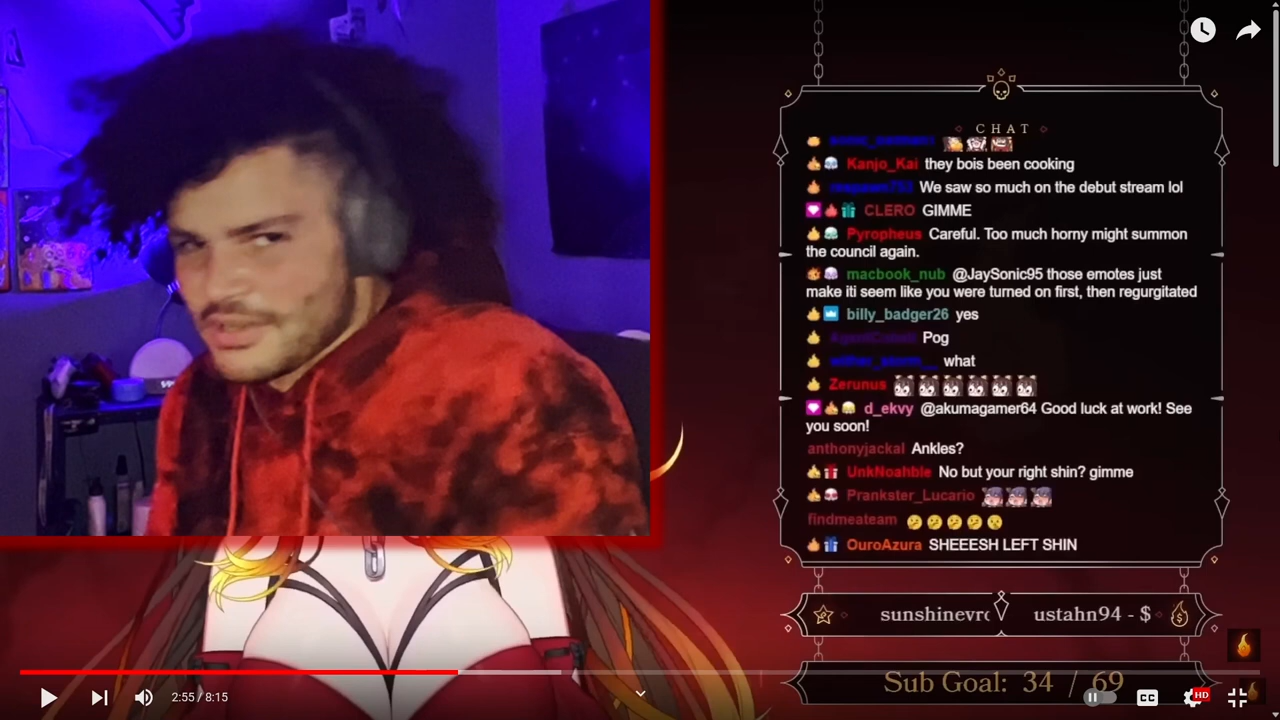 CHAT
Kanjo_Kai they bois been cooking
We saw so much on the debut stream lol
CLERO GIMME
Pyropheus Careful. Too much horny might summon
the council again.
macbook_nub @JaySonic95 those emotes just
make iti seem like you were turned on first, then regurgitated
billy_badger26 yes
Pog
what
Zerunus
d_ekvy @akumagamer64 Good luck at work! See
you soon!
anthonyjackal Ankles?
UnkNoahble No but your right shin? gimme
Prankster_Lucario
findmeateam
OuroAzura SHEEESH LEFT SHIN
sunshinevr ustahn94 - $
Sub Goal: 34 / 69
2:55 / 8:15
CC
HD